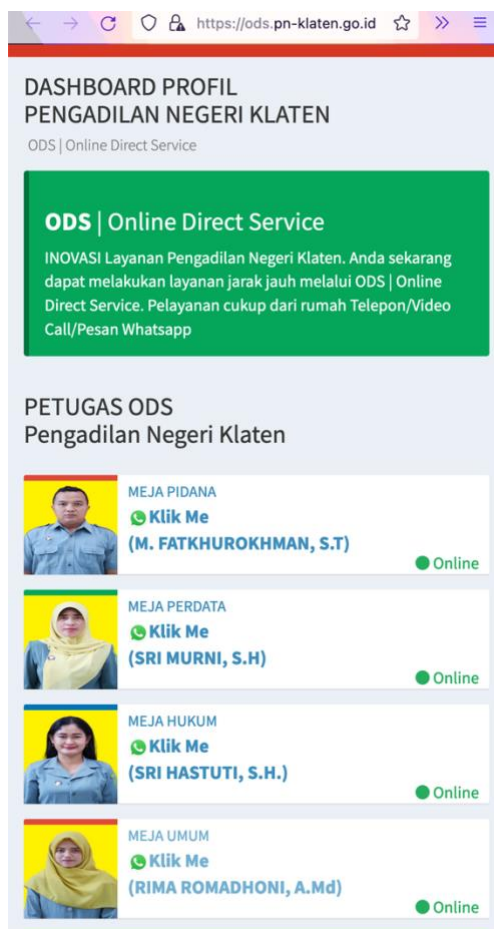 https://ods.pn-klaten.go.id
DASHBOARD PROFIL
PENGADILAN NEGERI KLATEN
ODS | Online Direct Service
ODS | Online Direct Service
INOVASI Layanan Pengadilan Negeri Klaten. Anda sekarang
dapat melakukan layanan jarak jauh melalui ODS | Online
Direct Service. Pelayanan cukup dari rumah Telepon/Video
Call/Pesan Whatsapp
PETUGAS ODS
Pengadilan Negeri Klaten
MEJA PIDANA
Klik Me
(M. FATKHUROKHMAN, S.T)
Online
MEJA PERDATA
Klik Me
(SRI MURNI, S.H)
Online
MEJA HUKUM
Klik Me
(SRI HASTUTI, S.H.)
Online
MEJA UMUM
Klik Me
(RIMA ROMADHONI, A.Md)
Online